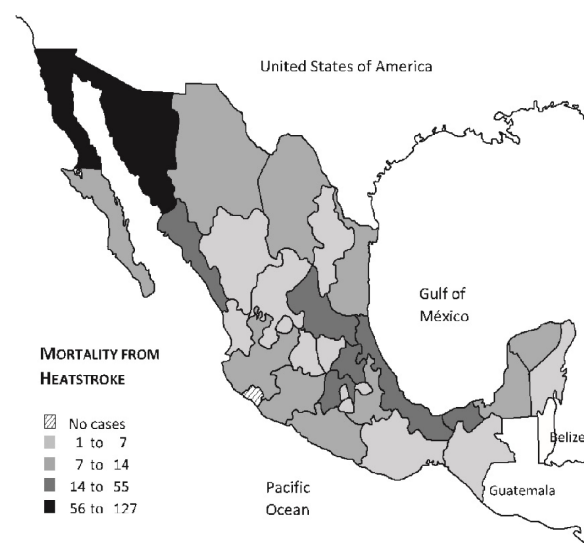 United States of America
Gulf of
México
MORTALITY FROM
HEATSTROKE
No cases
1 to 7
7 to 14
14 to 55
56 to 127
Belize
Guatemala
Pacific
Ocean